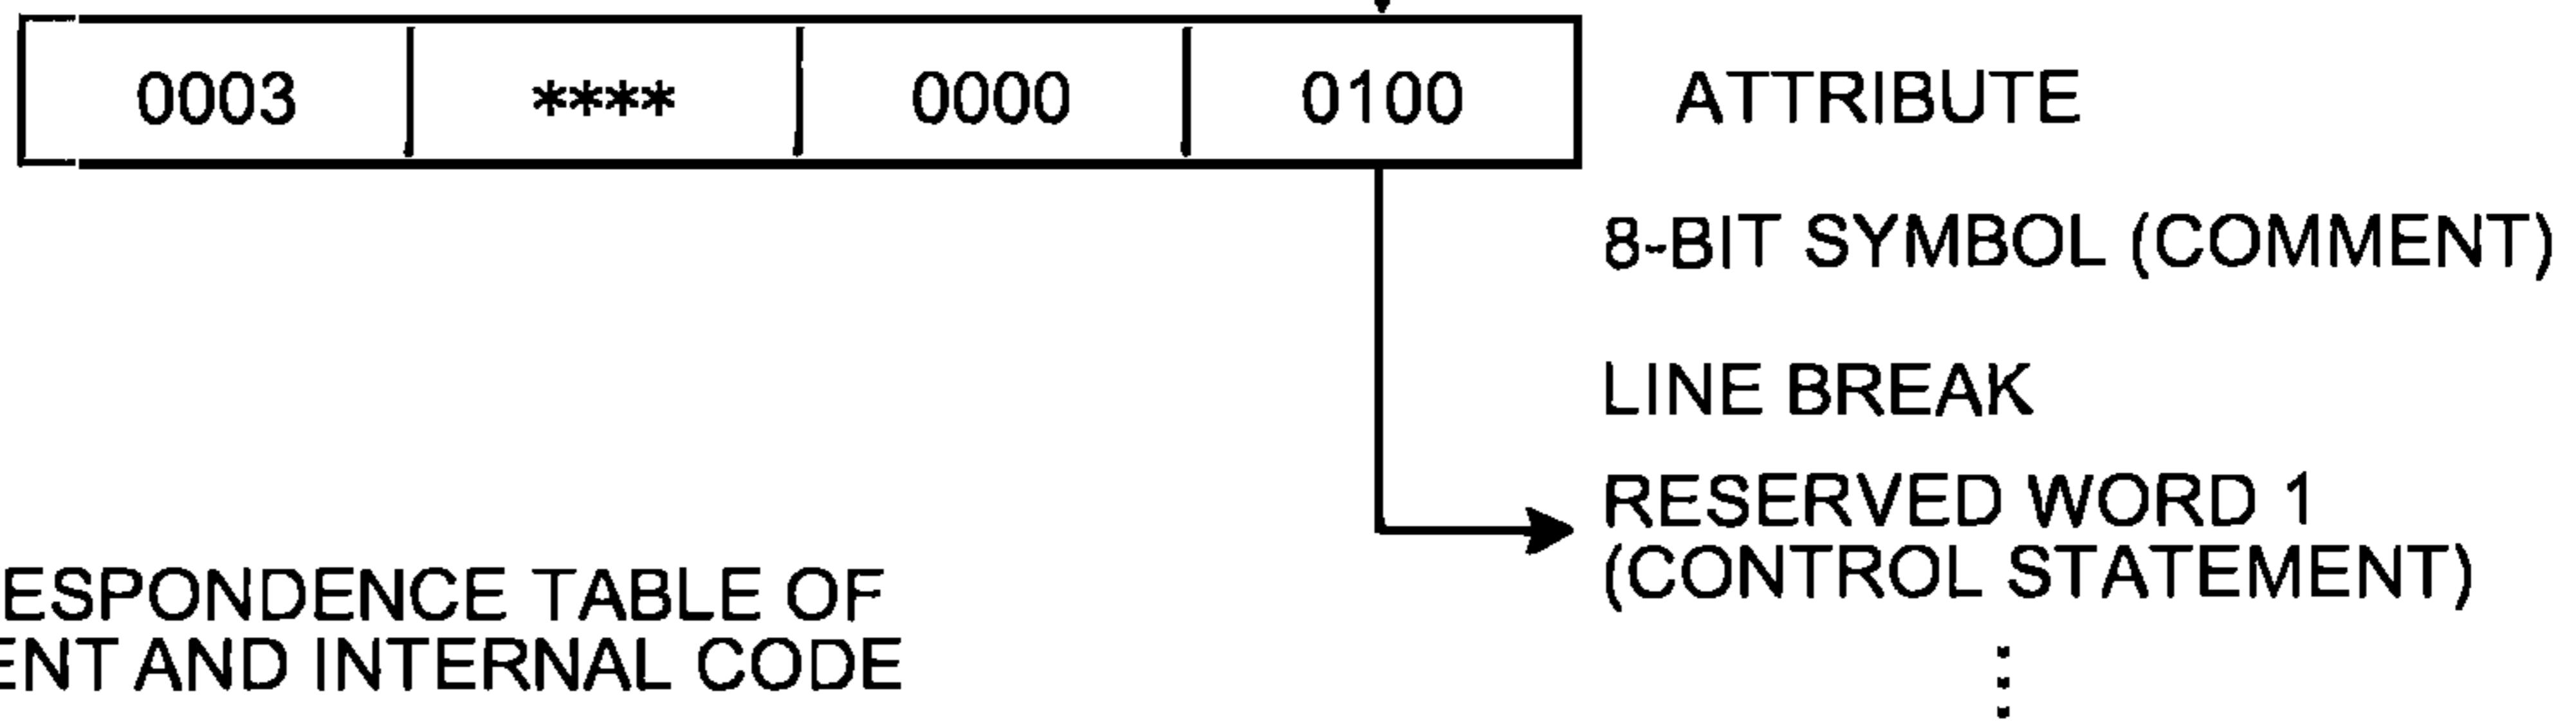 0003 **** 0000 0100 ATTRIBUTE
8-BIT SYMBOL (COMMENT)
LINE BREAK
RESERVED WORD 1
(CONTROL STATEMENT)
ESPONDENCE TABLE OF
ENT AND INTERNAL CODE